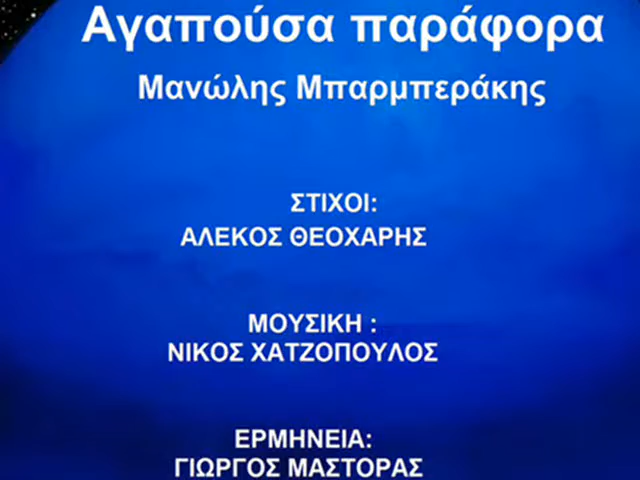 Αγαπούσα παράφορα
Μανώλης Μπαρμπεράκης
ΣΤΙΧΟΙ:
ΑΛΕΚΟΣ ΘΕΟΧΑΡΗΣ
ΜΟΥΣΙΚΗ :
ΝΙΚΟΣ ΧΑΤΖΟΠΟΥΛΟΣ
ΕΡΜΗΝΕΙΑ:
ΓΙΩΡΓΟΣ ΜΑΣΤΟΡΑΣ